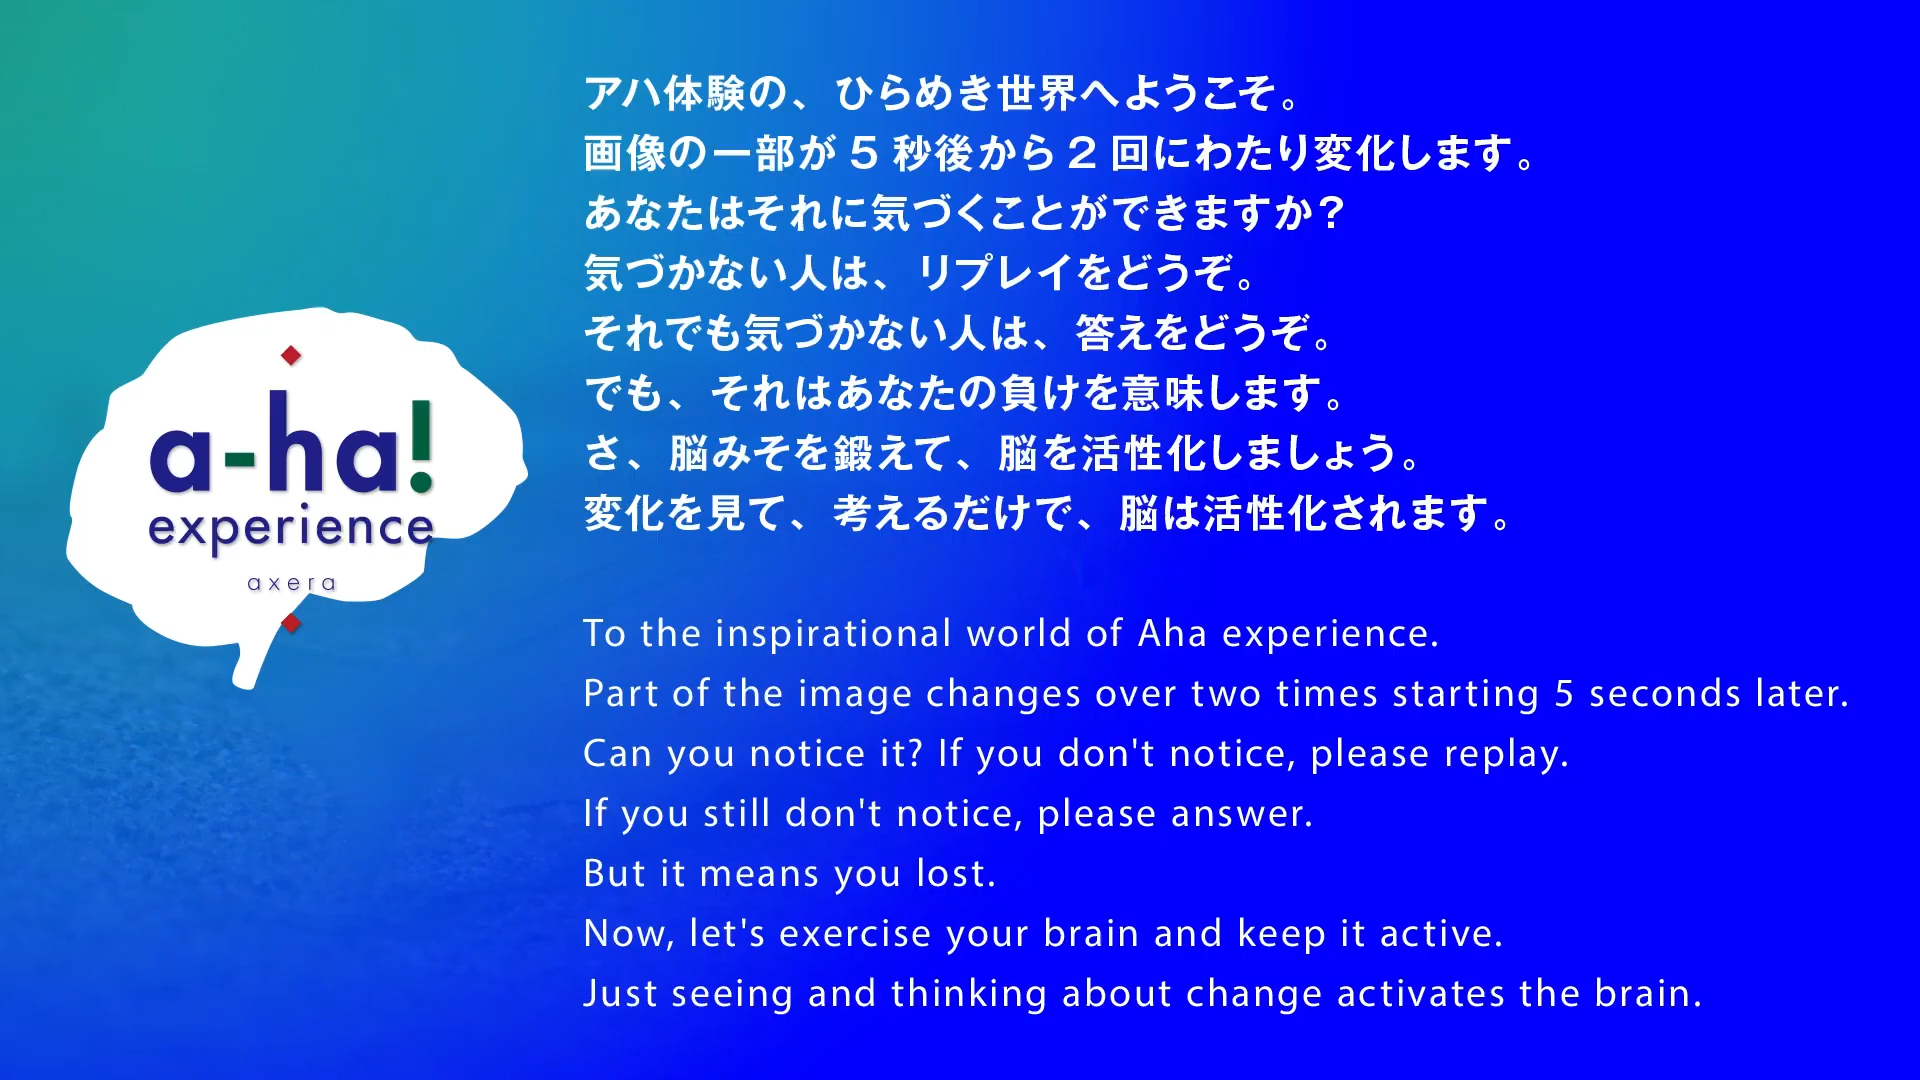 a-ha!
experience
axera
アハ体験の、ひらめき世界へようこそ。
画像の一部が5秒後から2回にわたり変化します。
あなたはそれに気づくことができますか？
気づかない人は、リプレイをどうぞ。
それでも気づかない人は、答えをどうぞ。
でも、それはあなたの負けを意味します。
さ、脳みそを鍛えて、脳を活性化しましょう。
変化を見て、考えるだけで、脳は活性化されます。
To the inspirational world of Aha experience.
Part of the image changes over two times starting 5 seconds later.
Can you notice it? If you don't notice, please replay.
If you still don't notice, please answer.
But it means you lost.
Now, let's exercise your brain and keep it active.
Just seeing and thinking about change activates the brain.